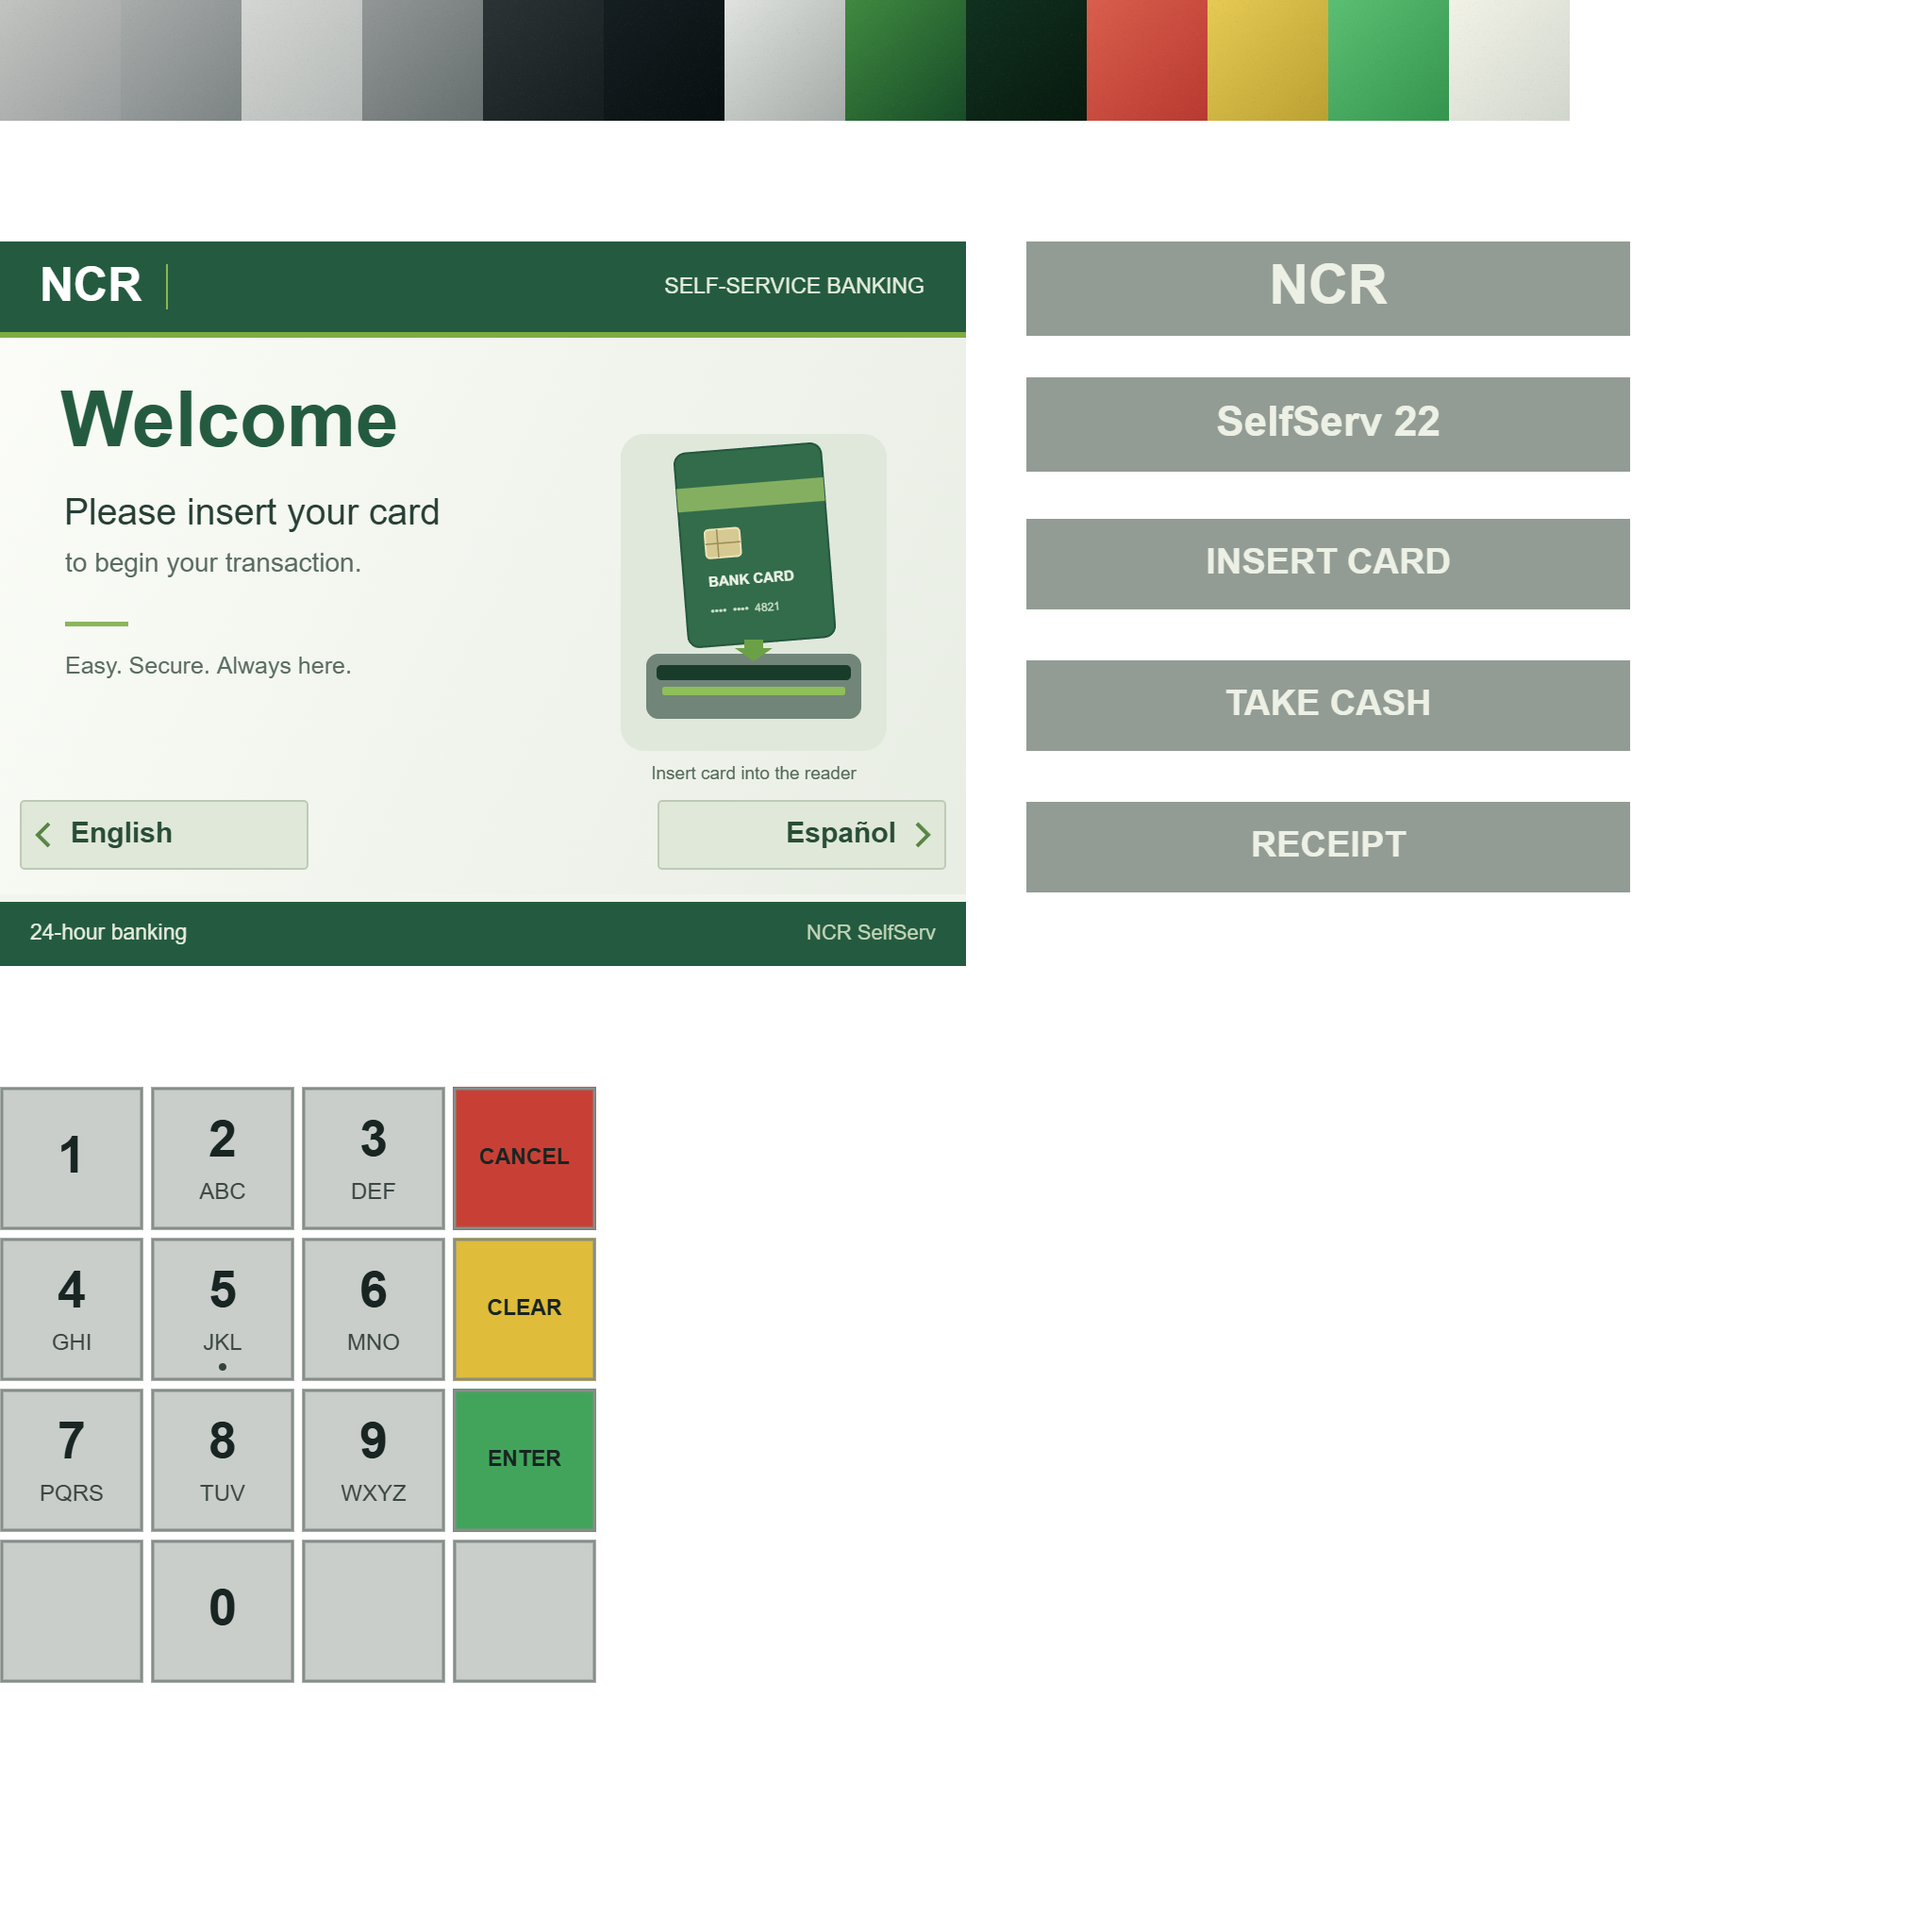 NCR
SELF-SERVICE BANKING
Welcome
Please insert your card
to begin your transaction.
Easy. Secure. Always here.
BANK CARD
•••• •••• 4821
Insert card into the reader
English
Español
24-hour banking
NCR SelfServ
NCR
SelfServ 22
INSERT CARD
TAKE CASH
RECEIPT
1
2
ABC
3
DEF
CANCEL
4
GHI
5
JKL
6
MNO
CLEAR
7
PQRS
8
TUV
9
WXYZ
ENTER
0